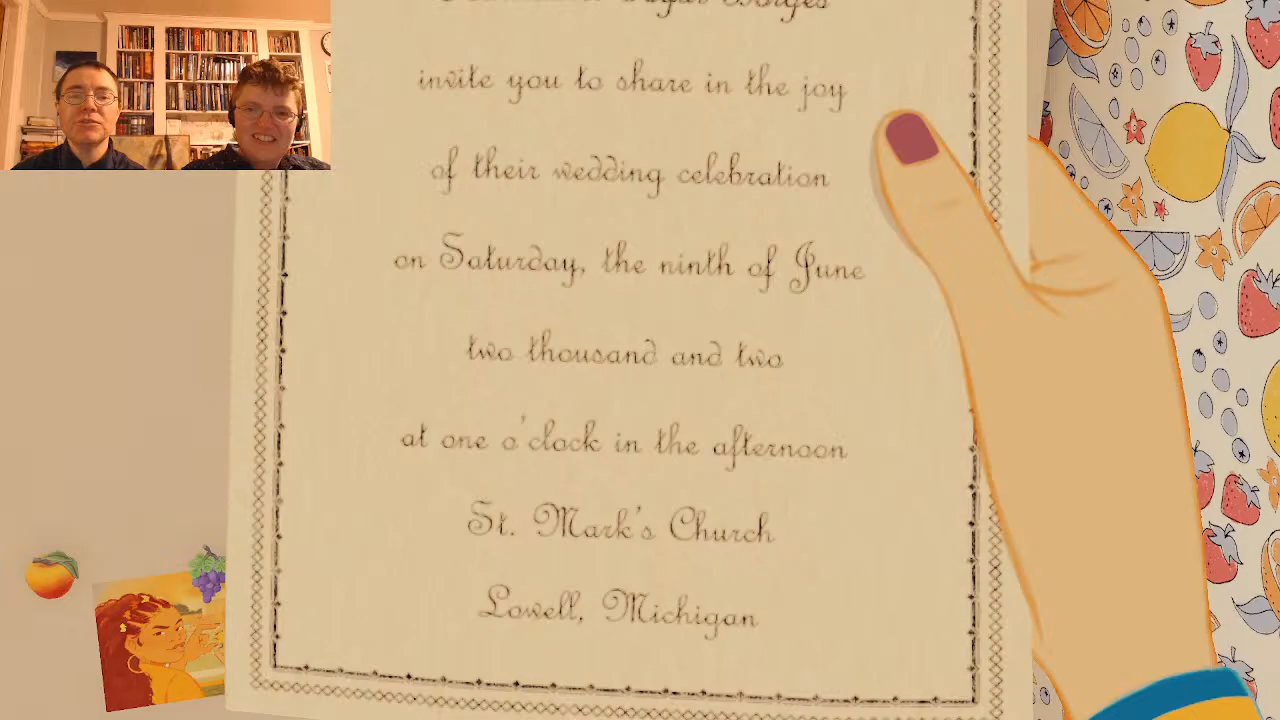 invite you to share in the joy
of their wedding celebration
on Saturday, the ninth of June
two thousand and two
at one o'clock in the afternoon
St. Mark's Church
Lowell, Michigan